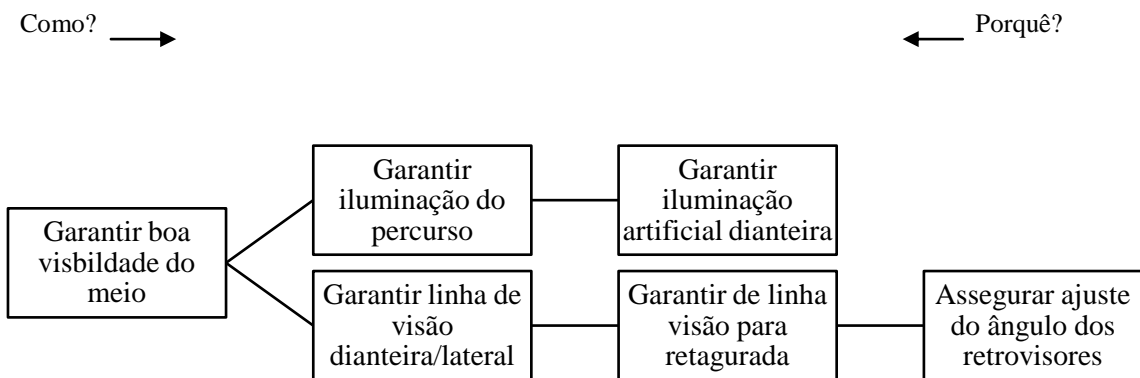 Como?
Porquê?
Garantir
iluminação do
percurso
Garantir
iluminação
artificial dianteira
Garantir boa
visbildade do
meio
Garantir linha de
visão
dianteira/lateral
Garantir de linha
visão para
retagurada
Assegurar ajuste
do ângulo dos
retrovisores